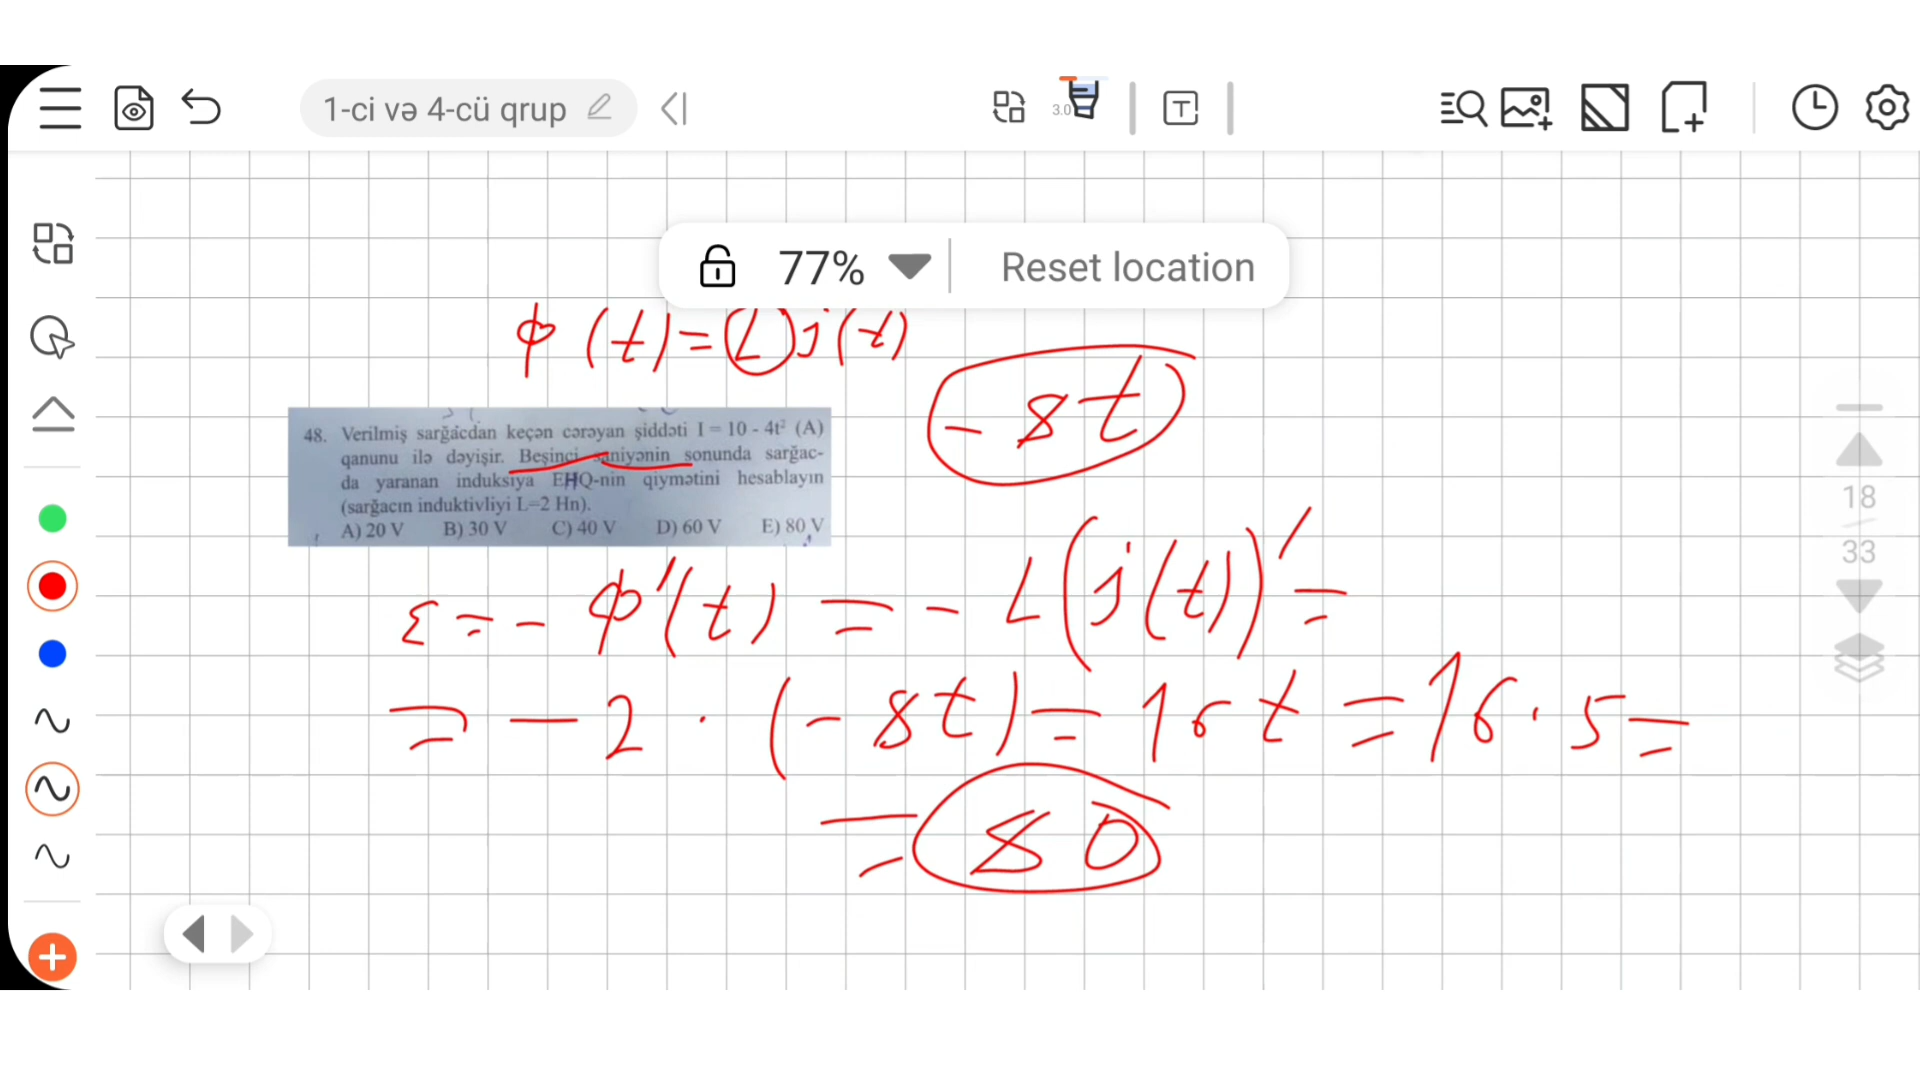 1-ci və 4-cü qrup
3.0
T
77% Reset location
ϕ (t) = L j(t)
- 8t
48. Verilmiş sarğacdan keçən cərəyan şiddəti I = 10 - 4t² (A)
qanunu ilə dəyişir. Beşinci saniyənin sonunda sarğac-
da yaranan induksiya EHQ-nin qiymətini hesablayın
(sarğacın induktivliyi L=2 Hn).
A) 20 V B) 30 V C) 40 V D) 60 V E) 80 V
18
33
ε = - ϕ'(t) = - L (j(t))' =
= - 2 · (- 8t) = 16t = 16 · 5 =
= 80